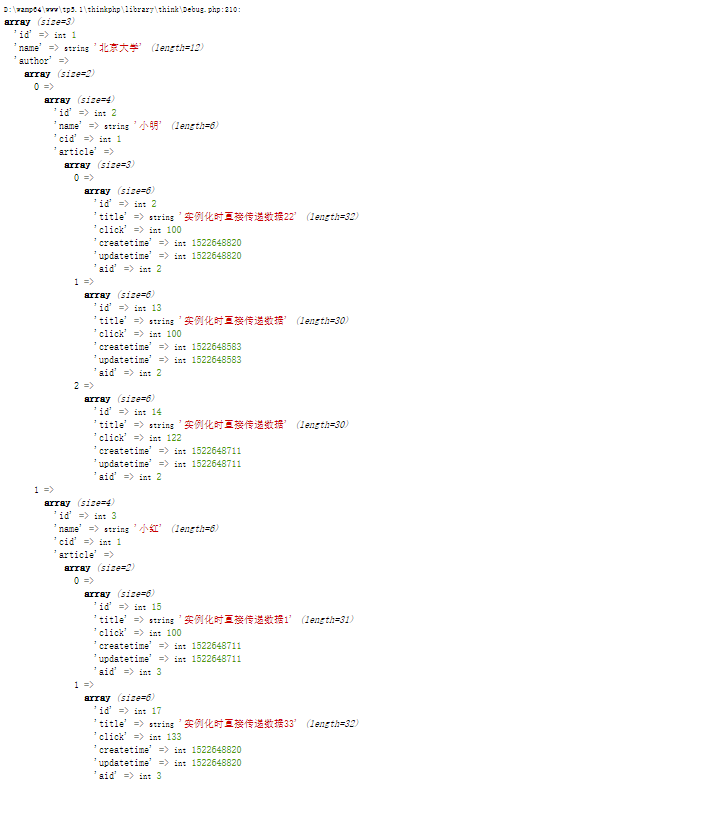 D:\wamp64\www\tp5.1\thinkphp\library\think\Debug.php:210:
array (size=3)
'id' => int 1
'name' => string '北京大学' (length=12)
'author' =>
array (size=2)
0 =>
array (size=4)
'id' => int 2
'name' => string '小明' (length=6)
'cid' => int 1
'article' =>
array (size=3)
0 =>
array (size=6)
'id' => int 2
'title' => string '实例化时直接传递数据22' (length=32)
'click' => int 100
'createtime' => int 1522648820
'updatetime' => int 1522648820
'aid' => int 2
1 =>
array (size=6)
'id' => int 13
'title' => string '实例化时直接传递数据' (length=30)
'click' => int 100
'createtime' => int 1522648583
'updatetime' => int 1522648583
'aid' => int 2
2 =>
array (size=6)
'id' => int 14
'title' => string '实例化时直接传递数据' (length=30)
'click' => int 122
'createtime' => int 1522648711
'updatetime' => int 1522648711
'aid' => int 2
1 =>
array (size=4)
'id' => int 3
'name' => string '小红' (length=6)
'cid' => int 1
'article' =>
array (size=2)
0 =>
array (size=6)
'id' => int 15
'title' => string '实例化时直接传递数据1' (length=31)
'click' => int 100
'createtime' => int 1522648711
'updatetime' => int 1522648711
'aid' => int 3
1 =>
array (size=6)
'id' => int 17
'title' => string '实例化时直接传递数据33' (length=32)
'click' => int 133
'createtime' => int 1522648820
'updatetime' => int 1522648820
'aid' => int 3